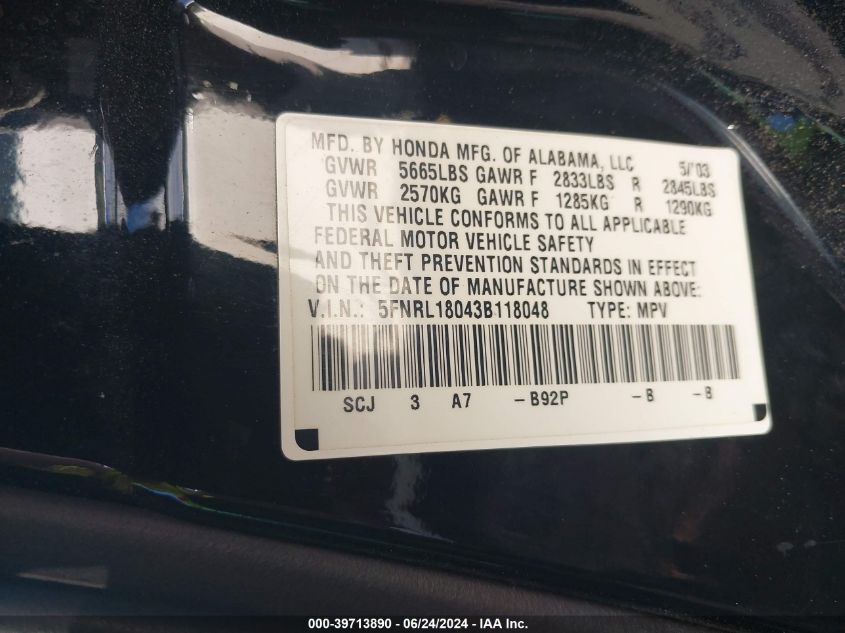 MFD. BY HONDA MFG. OF ALABAMA, LLC 5/'03
GVWR 5665LBS GAWR F 2833LBS R 2845LBS
GVWR 2570KG GAWR F 1285KG R 1290KG
THIS VEHICLE CONFORMS TO ALL APPLICABLE
FEDERAL MOTOR VEHICLE SAFETY
AND THEFT PREVENTION STANDARDS IN EFFECT
ON THE DATE OF MANUFACTURE SHOWN ABOVE:
V.I.N.: 5FNRL18043B118048 TYPE: MPV
SCJ 3 A7 -B92P -B -B
000-39713890 - 06/24/2024 - IAA Inc.